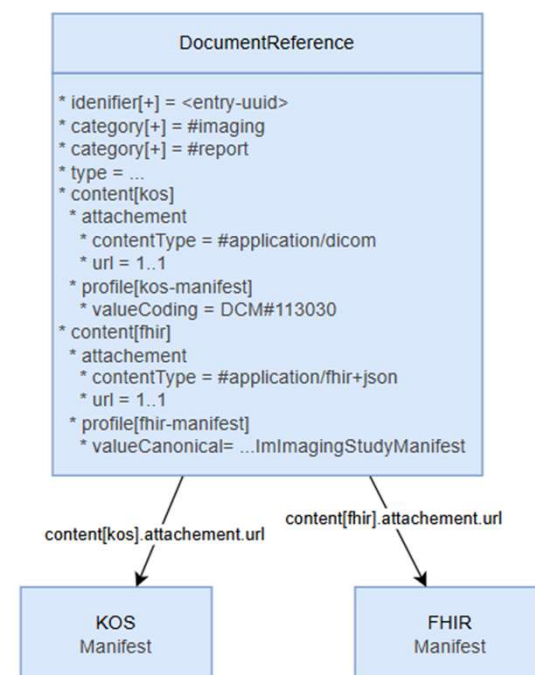 DocumentReference
* idenifier[+] = <entry-uuid>
* category[+] = #imaging
* category[+] = #report
* type = ...
* content[kos]
* attachement
* contentType = #application/dicom
* url = 1..1
* profile[kos-manifest]
* valueCoding = DCM#113030
* content[fhir]
* attachement
* contentType = #application/fhir+json
* url = 1..1
* profile[fhir-manifest]
* valueCanonical= ...ImImagingStudyManifest
content[kos].attachement.url
content[fhir].attachement.url
KOS
Manifest
FHIR
Manifest